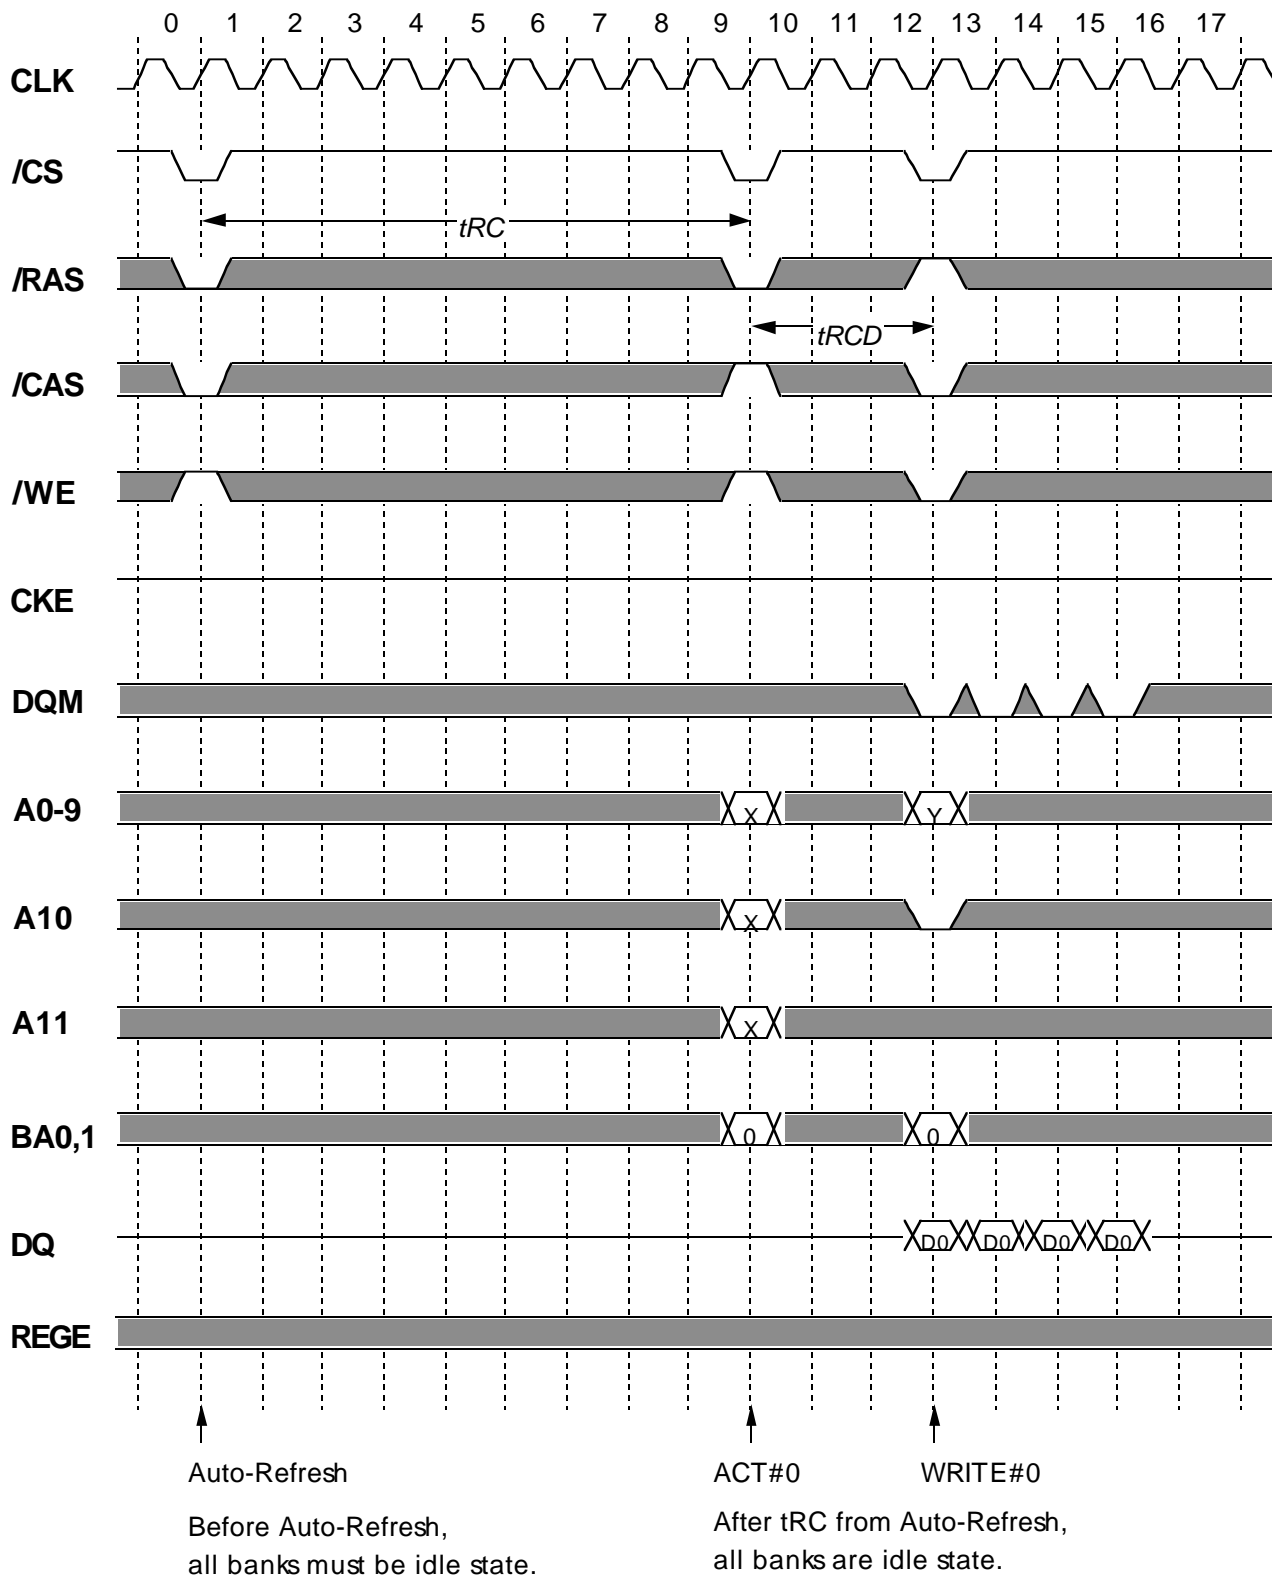 0 1 2 3 4 5 6 7 8 9 10 11 12 13 14 15 16 17
CLK
/CS
tRC
/RAS
tRCD
/CAS
/WE
CKE
DQM
A0-9 X Y
A10 X
A11 X
BA0,1 0 0
DQ D0 D0 D0 D0
REGE
Auto-Refresh ACT#0 WRITE#0
Before Auto-Refresh,
all banks must be idle state.
After tRC from Auto-Refresh,
all banks are idle state.